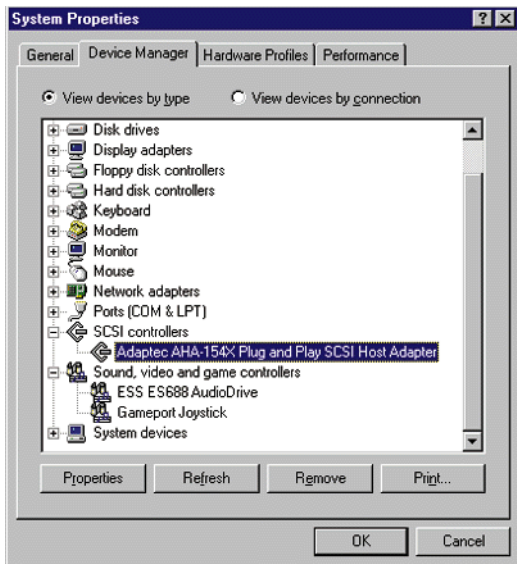 System Properties
General Device Manager Hardware Profiles Performance
View devices by type View devices by connection
Disk drives
Display adapters
Floppy disk controllers
Hard disk controllers
Keyboard
Modem
Monitor
Mouse
Network adapters
Ports (COM & LPT)
SCSI controllers
Adaptec AHA-154X Plug and Play SCSI Host Adapter
Sound, video and game controllers
ESS ES688 AudioDrive
Gameport Joystick
System devices
Properties Refresh Remove Print...
OK Cancel